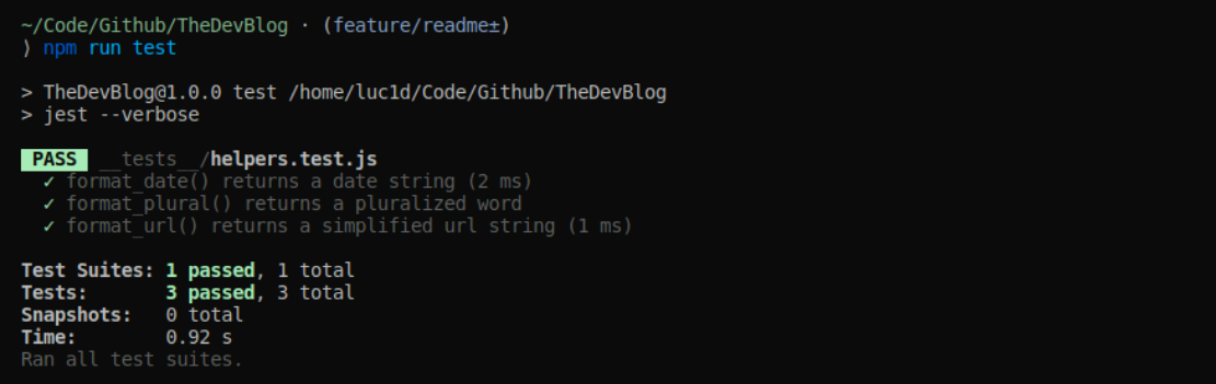 ~/Code/Github/TheDevBlog · (feature/readme±)
⟩ npm run test
> TheDevBlog@1.0.0 test /home/luc1d/Code/Github/TheDevBlog
> jest --verbose
PASS __tests__/helpers.test.js
✓ format_date() returns a date string (2 ms)
✓ format_plural() returns a pluralized word
✓ format_url() returns a simplified url string (1 ms)
Test Suites: 1 passed, 1 total
Tests: 3 passed, 3 total
Snapshots: 0 total
Time: 0.92 s
Ran all test suites.